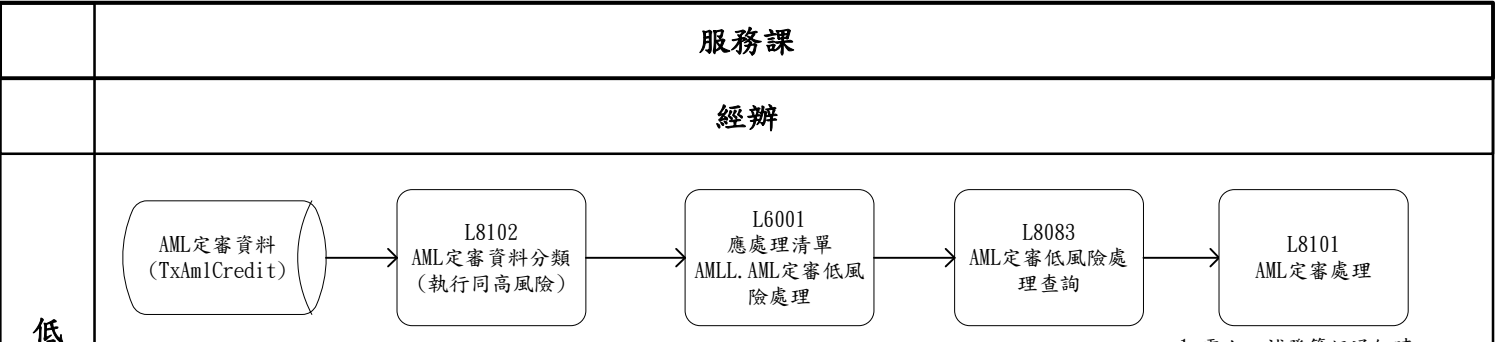 服務課
經辦
AML定審資料
(TxAmlCredit)
L8102
AML定審資料分類
(執行同高風險)
L6001
應處理清單
AMLL.AML定審低風
險處理
L8083
AML定審低風險處
理查詢
L8101
AML定審處理
低